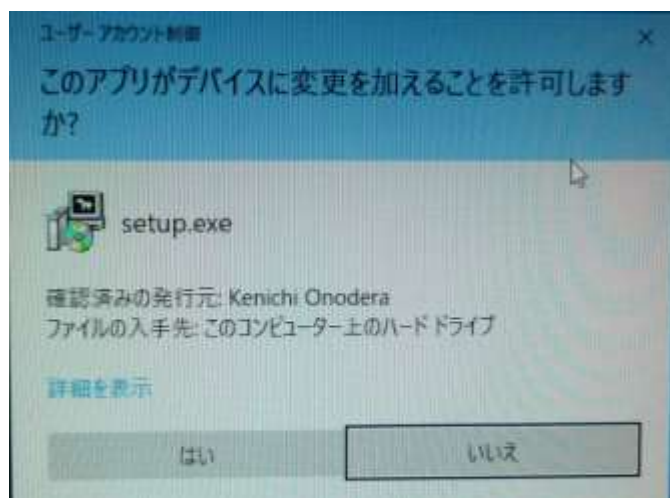 ユーザー アカウント制御
このアプリがデバイスに変更を加えることを許可します
か?
setup.exe
確認済みの発行元: Kenichi Onodera
ファイルの入手先: このコンピューター上のハード ドライブ
詳細を表示
はい
いいえ